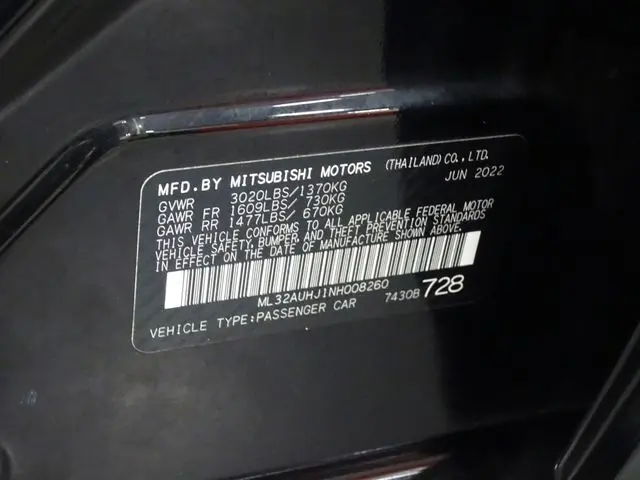 MFD.BY MITSUBISHI MOTORS (THAILAND) CO., LTD.
JUN 2022
GVWR 3020LBS/1370KG
GAWR FR 1609LBS/ 730KG
GAWR RR 1477LBS/ 670KG
THIS VEHICLE CONFORMS TO ALL APPLICABLE FEDERAL MOTOR
VEHICLE SAFETY, BUMPER, AND THEFT PREVENTION STANDARDS
IN EFFECT ON THE DATE OF MANUFACTURE SHOWN ABOVE.
ML32AUHJ1NH008260
VEHICLE TYPE:PASSENGER CAR 7430B 728